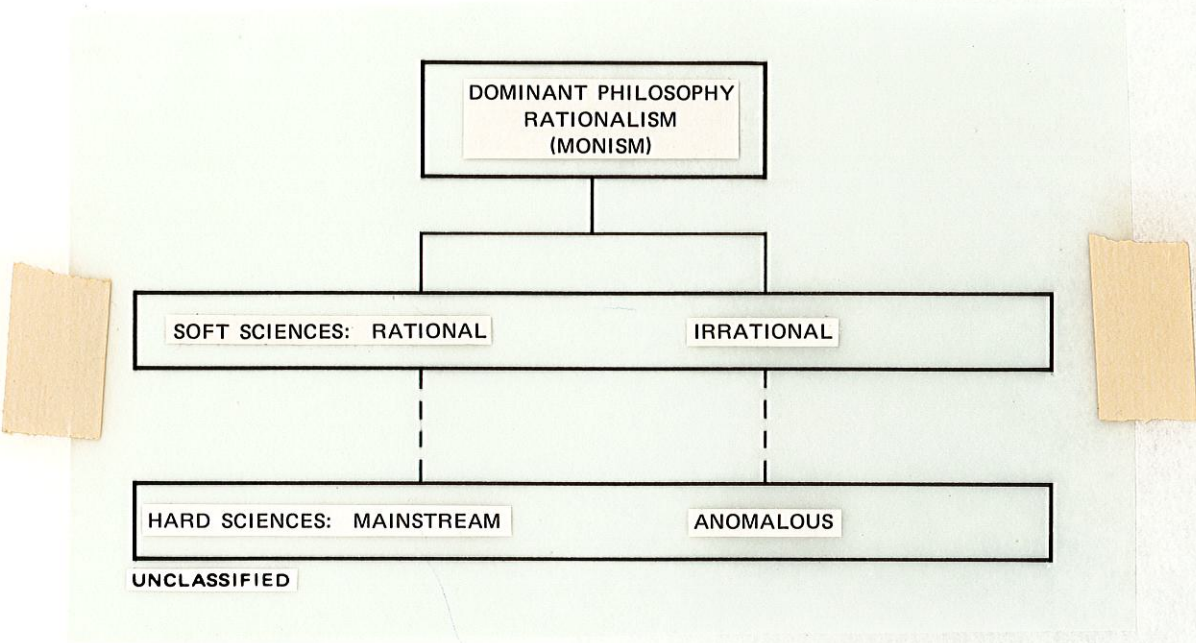 DOMINANT PHILOSOPHY
RATIONALISM
(MONISM)
SOFT SCIENCES: RATIONAL IRRATIONAL
HARD SCIENCES: MAINSTREAM ANOMALOUS
UNCLASSIFIED